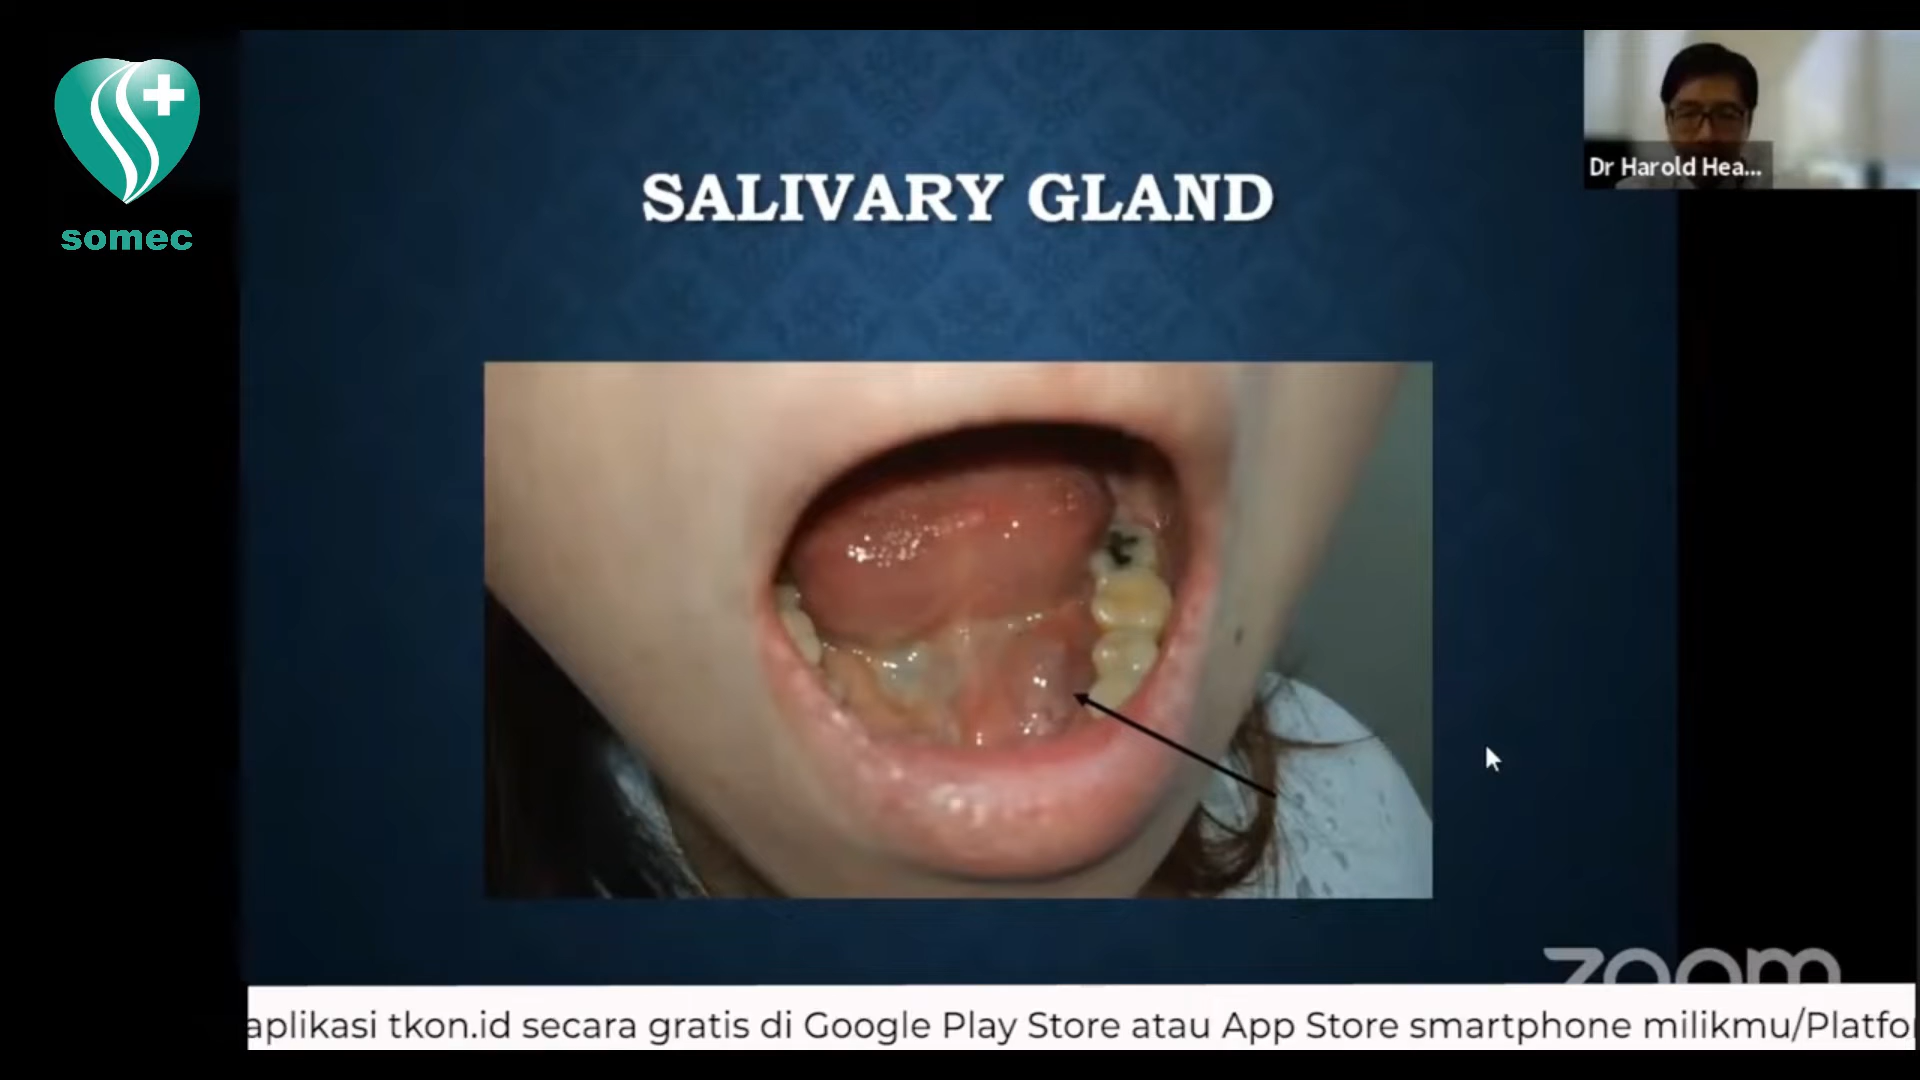 somec
SALIVARY GLAND
Dr Harold Hea...
zoom
aplikasi tkon.id secara gratis di Google Play Store atau App Store smartphone milikmu/Platfo